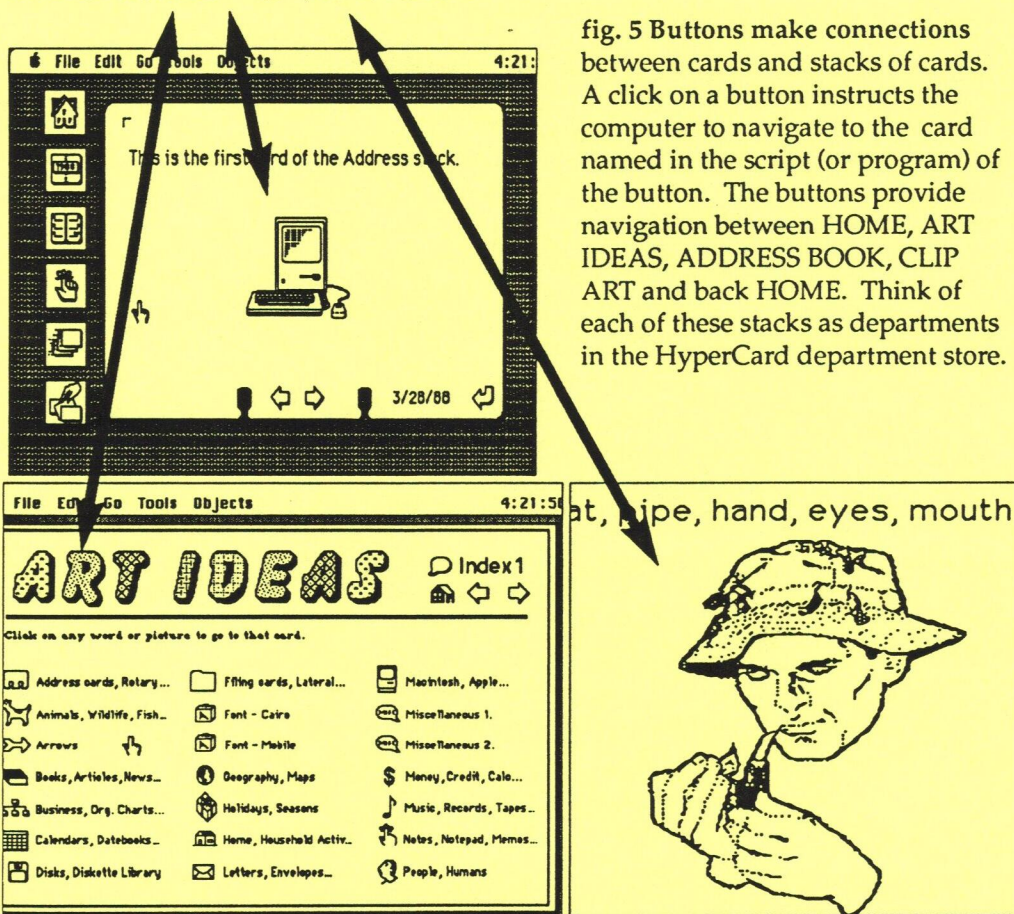 File Edit Go Tools Objects 4:21:
This is the first card of the Address stack.
3/28/88
fig. 5 Buttons make connections
between cards and stacks of cards.
A click on a button instructs the
computer to navigate to the card
named in the script (or program) of
the button. The buttons provide
navigation between HOME, ART
IDEAS, ADDRESS BOOK, CLIP
ART and back HOME. Think of
each of these stacks as departments
in the HyperCard department store.
File Edit Go Tools Objects 4:21:50
ART IDEAS
Index 1
Click on any word or picture to go to that card.
Address cards, Rotary... Filing cards, Lateral... Macintosh, Apple...
Animals, Wildlife, Fish... Font - Cairo Miscellaneous 1.
Arrows Font - Mobile Miscellaneous 2.
Books, Articles, News... Geography, Maps Money, Credit, Calc...
Business, Org. Charts... Holidays, Seasons Music, Records, Tapes...
Calendars, Datebooks... Home, Household Activ... Notes, Notepad, Memos...
Disks, Diskette Library Letters, Envelopes... People, Humans
at, pipe, hand, eyes, mouth